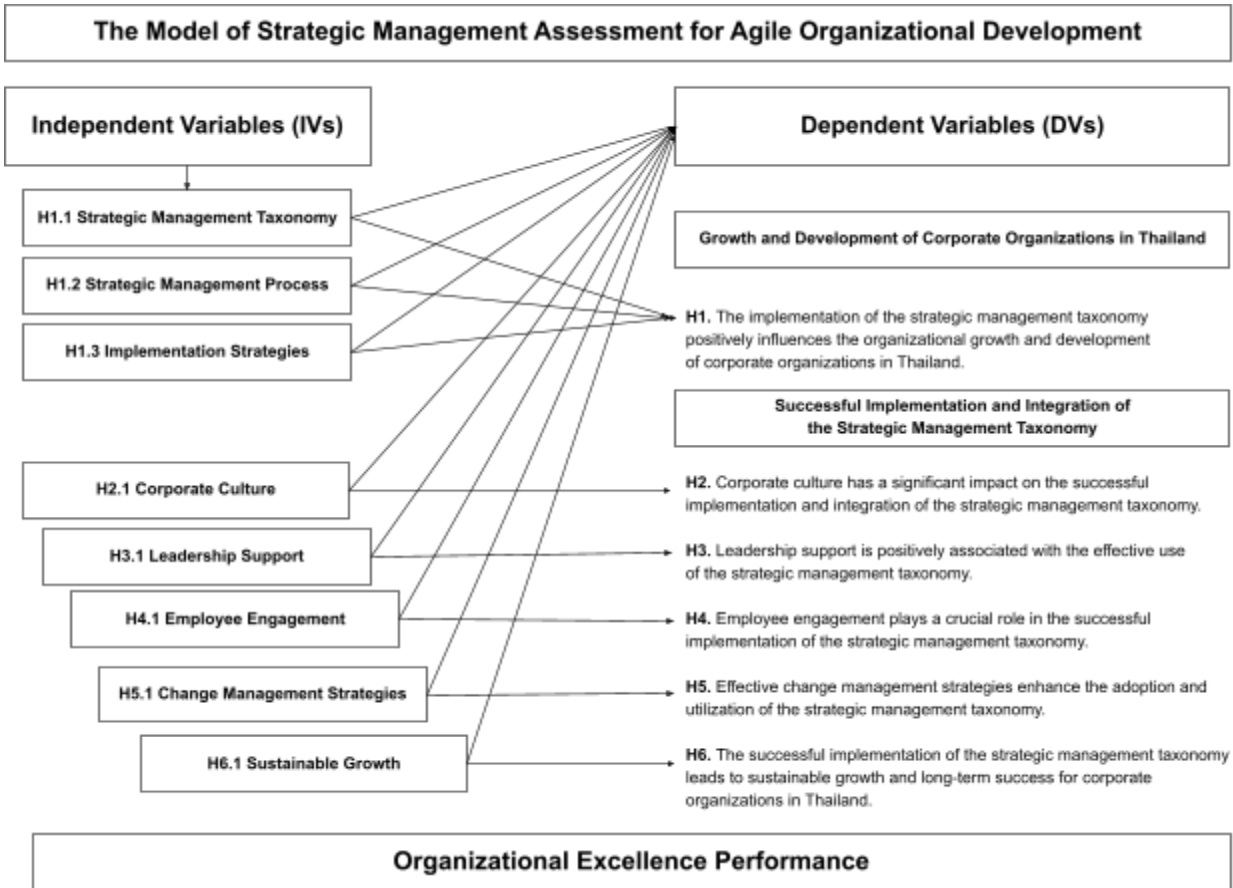 The Model of Strategic Management Assessment for Agile Organizational Development
Independent Variables (IVs)
Dependent Variables (DVs)
H1.1 Strategic Management Taxonomy
Growth and Development of Corporate Organizations in Thailand
H1.2 Strategic Management Process
H1. The implementation of the strategic management taxonomy
positively influences the organizational growth and development
of corporate organizations in Thailand.
H1.3 Implementation Strategies
Successful Implementation and Integration of
the Strategic Management Taxonomy
H2.1 Corporate Culture
H2. Corporate culture has a significant impact on the successful
implementation and integration of the strategic management taxonomy.
H3.1 Leadership Support
H3. Leadership support is positively associated with the effective use
of the strategic management taxonomy.
H4.1 Employee Engagement
H4. Employee engagement plays a crucial role in the successful
implementation of the strategic management taxonomy.
H5.1 Change Management Strategies
H5. Effective change management strategies enhance the adoption and
utilization of the strategic management taxonomy.
H6.1 Sustainable Growth
H6. The successful implementation of the strategic management taxonomy
leads to sustainable growth and long-term success for corporate
organizations in Thailand.
Organizational Excellence Performance